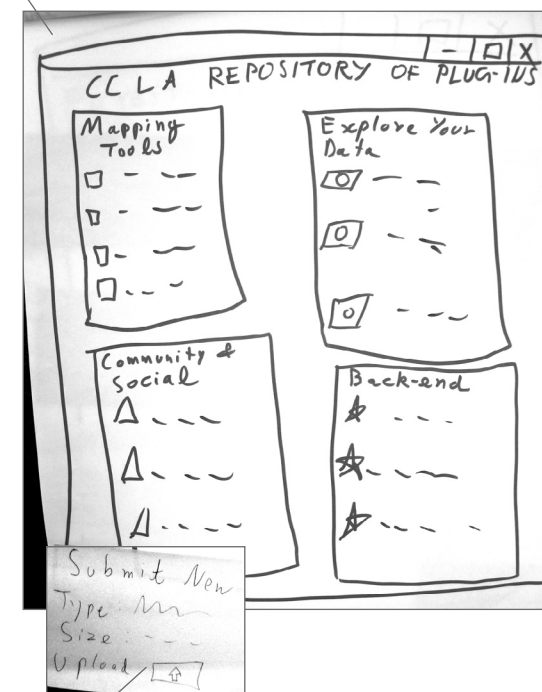 CCLA REPOSITORY OF PLUG-INS
Mapping
Tools
Explore Your
Data
Community &
Social
Back-end
Submit New
Type:
Size:
Upload